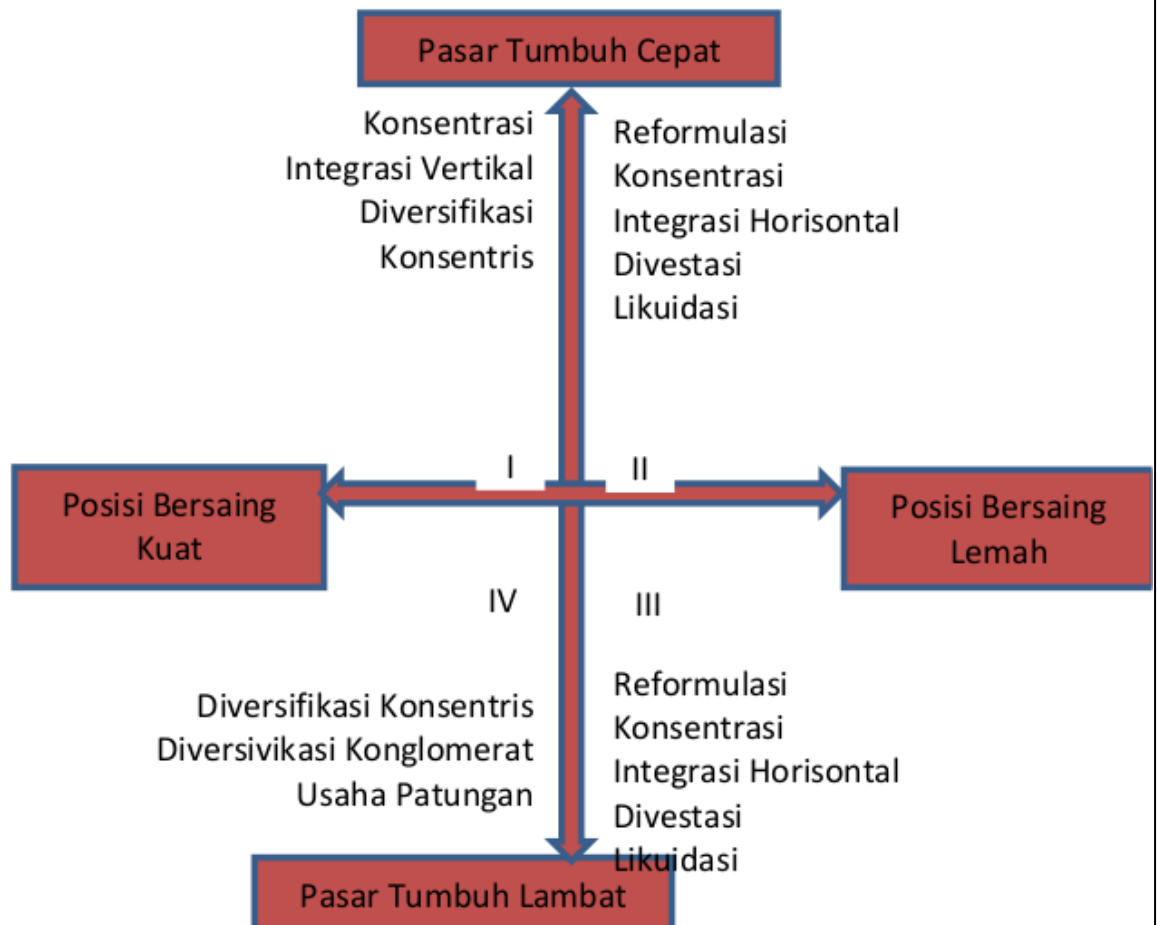 Pasar Tumbuh Cepat
Konsentrasi
Integrasi Vertikal
Diversifikasi
Konsentris
Reformulasi
Konsentrasi
Integrasi Horisontal
Divestasi
Likuidasi
I
II
Posisi Bersaing
Kuat
Posisi Bersaing
Lemah
IV
III
Diversifikasi Konsentris
Diversivikasi Konglomerat
Usaha Patungan
Reformulasi
Konsentrasi
Integrasi Horisontal
Divestasi
Likuidasi
Pasar Tumbuh Lambat